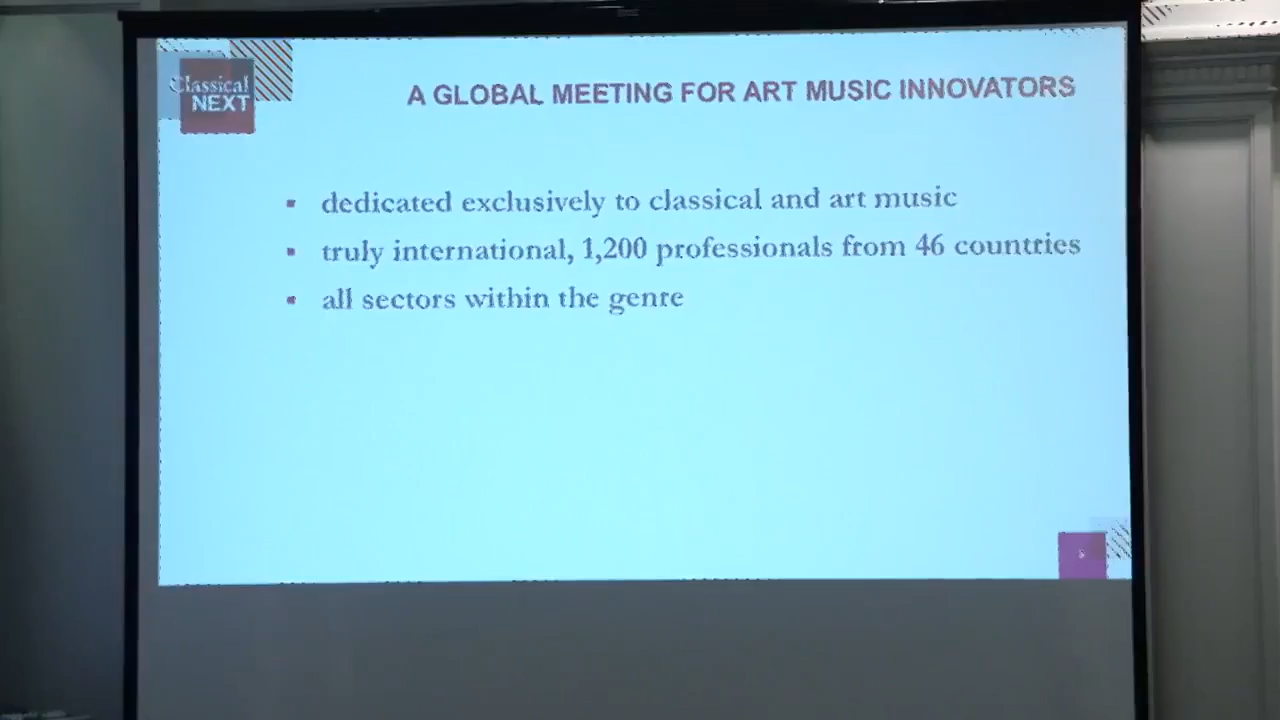 Classical
NEXT
A GLOBAL MEETING FOR ART MUSIC INNOVATORS
▪ dedicated exclusively to classical and art music
▪ truly international, 1,200 professionals from 46 countries
▪ all sectors within the genre